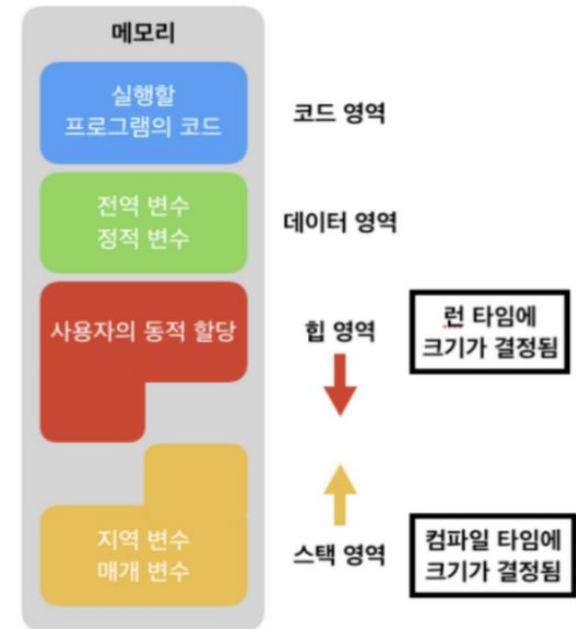 메모리
실행할
프로그램의 코드
코드 영역
전역 변수
정적 변수
데이터 영역
사용자의 동적 할당
힙 영역
런 타임에
크기가 결정됨
지역 변수
매개 변수
스택 영역
컴파일 타임에
크기가 결정됨